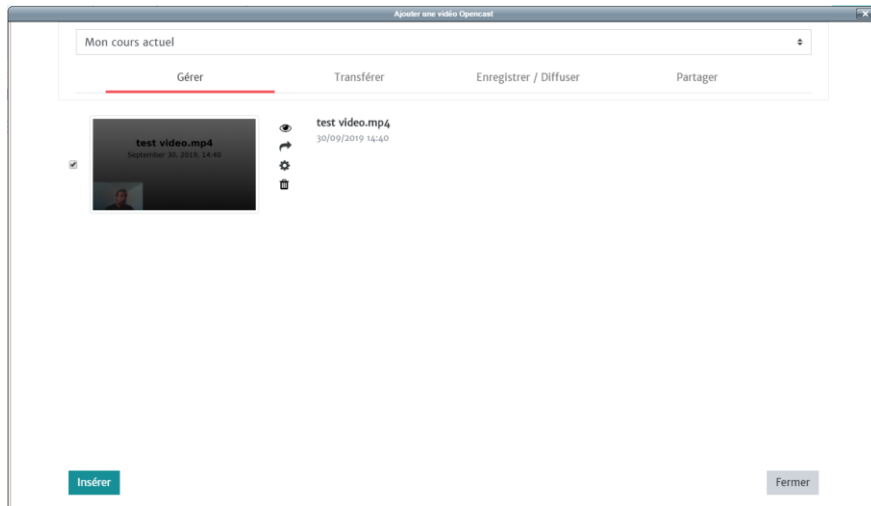 Ajouter une vidéo Opencast
Mon cours actuel
Gérer Transférer Enregistrer / Diffuser Partager
test video.mp4
September 30, 2019, 14:40
test video.mp4
30/09/2019 14:40
Insérer Fermer